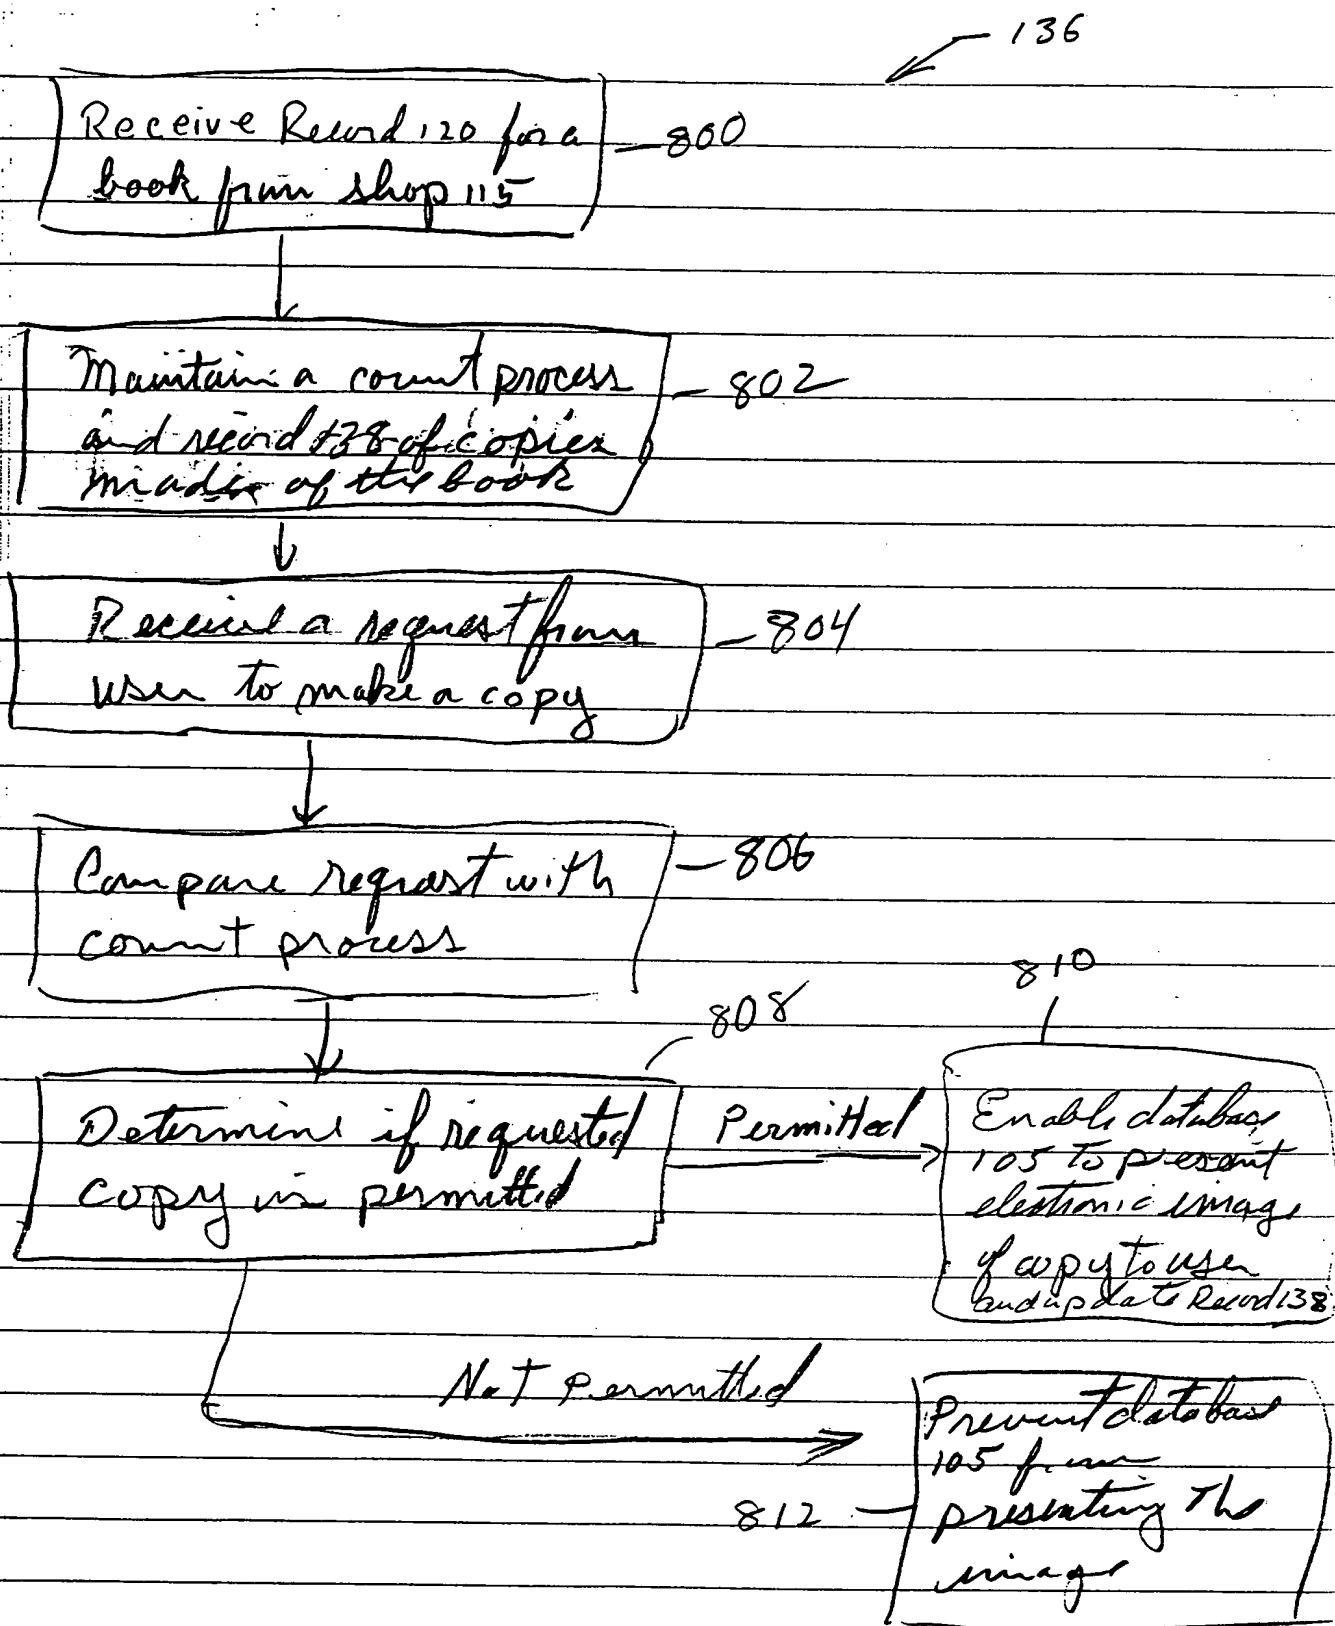 136
Receive Record 120 for a
book from shop 115
800
Maintain a count process
and record 138 of copies
made of the book
802
Receive a request from
user to make a copy
804
Compare request with
count process
806
Determine if requested
copy is permitted
808
Permitted
810
Enable database
105 to present
electronic image
of copy to user
and update Record 138
Not permitted
812
Prevent database
105 from
presenting the
image